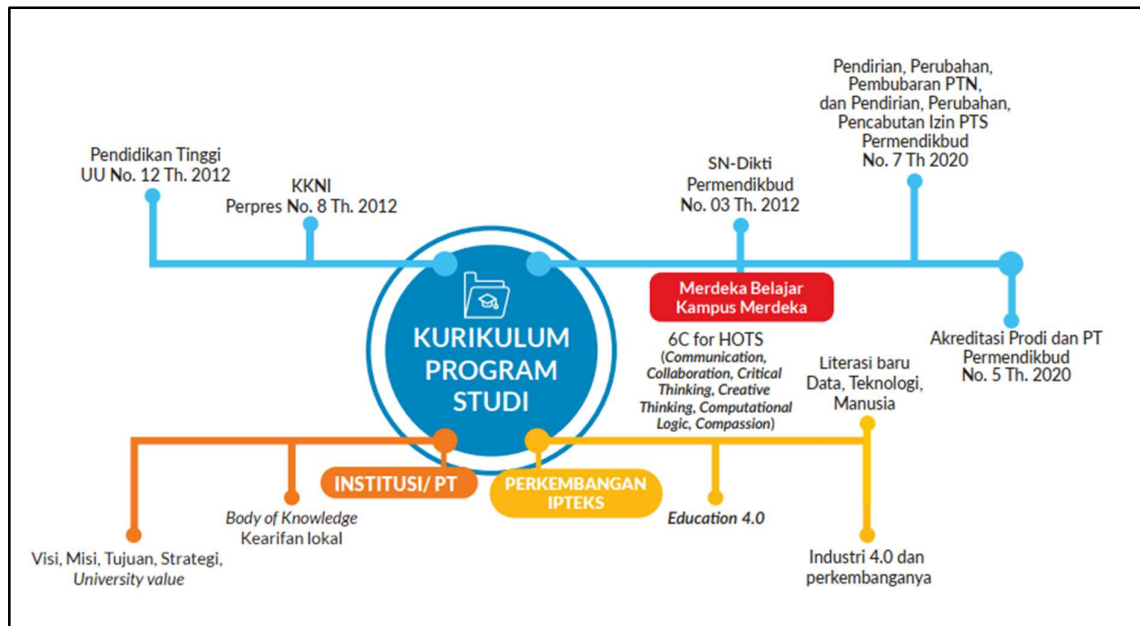 Pendidikan Tinggi
UU No. 12 Th. 2012
KKNI
Perpres No. 8 Th. 2012
SN-Dikti
Permendikbud
No. 03 Th. 2012
Pendirian, Perubahan,
Pembubaran PTN,
dan Pendirian, Perubahan,
Pencabutan Izin PTS
Permendikbud
No. 7 Th 2020
Merdeka Belajar
Kampus Merdeka
Akreditasi Prodi dan PT
Permendikbud
No. 5 Th. 2020
KURIKULUM
PROGRAM
STUDI
6C for HOTS
(Communication,
Collaboration, Critical
Thinking, Creative
Thinking, Computational
Logic, Compassion)
Literasi baru
Data, Teknologi,
Manusia
INSTITUSI/ PT
PERKEMBANGAN
IPTEKS
Visi, Misi, Tujuan, Strategi,
University value
Body of Knowledge
Kearifan lokal
Education 4.0
Industri 4.0 dan
perkembanganya